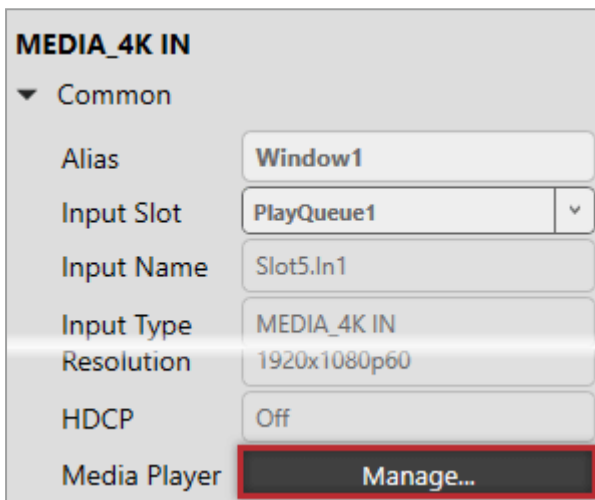 MEDIA_4K IN
Common
Alias Window1
Input Slot PlayQueue1
Input Name Slot5.In1
Input Type MEDIA_4K IN
Resolution 1920x1080p60
HDCP Off
Media Player Manage...